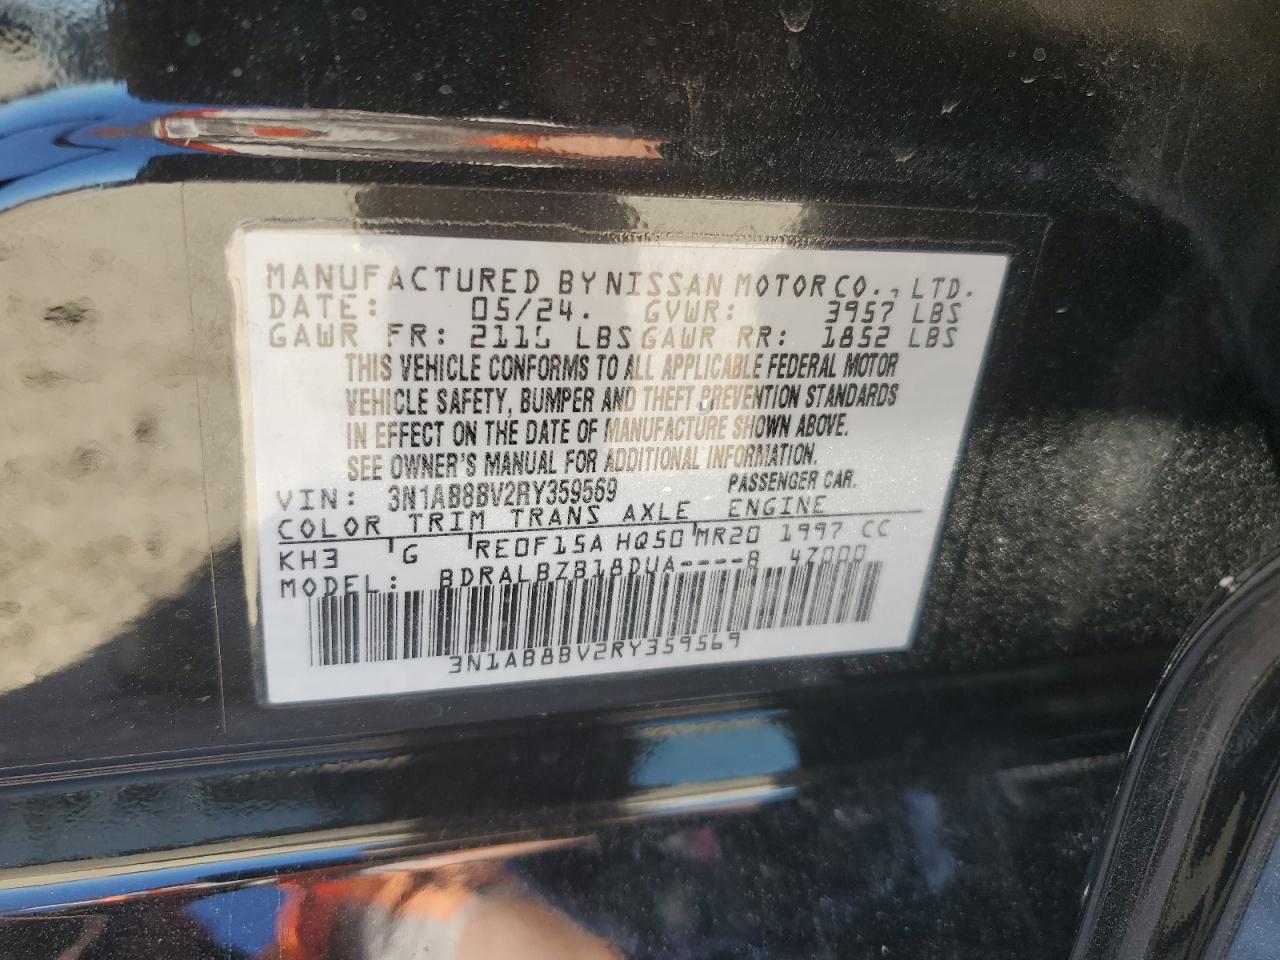 MANUFACTURED BY NISSAN MOTOR CO., LTD.
DATE: 05/24. GVWR: 3957 LBS
GAWR FR: LBS GAWR RR: 1852 LBS
THIS VEHICLE CONFORMS TO ALL APPLICABLE FEDERAL MOTOR
VEHICLE SAFETY, BUMPER AND THEFT PREVENTION STANDARDS
IN EFFECT ON THE DATE OF MANUFACTURE SHOWN ABOVE.
SEE OWNER'S MANUAL FOR ADDITIONAL INFORMATION.
VIN: 3N1AB8BV2RY359569 PASSENGER CAR.
COLOR TRIM TRANS AXLE ENGINE
KH3 G RE0F15A HQ50 MR20 1997 CC
MODEL: BDRALBZB18DUA----B 4Z000
3N1AB8BV2RY359569